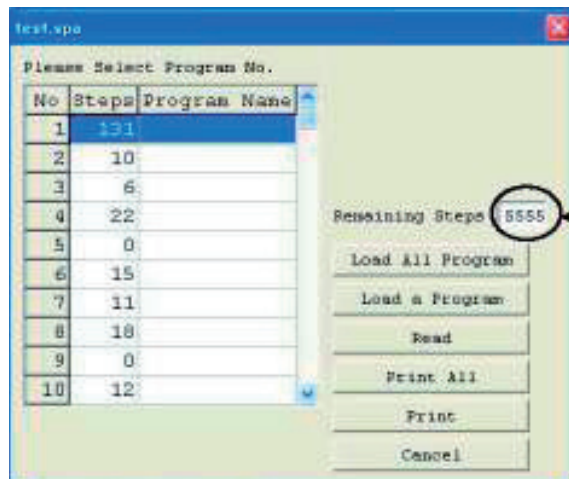 test.spa
Please Select Program No.
No Steps Program Name
1 131
2 10
3 6
4 22
5 0
6 15
7 11
8 18
9 0
10 12
Remaining Steps 5555
Load All Program
Load a Program
Read
Print All
Print
Cancel